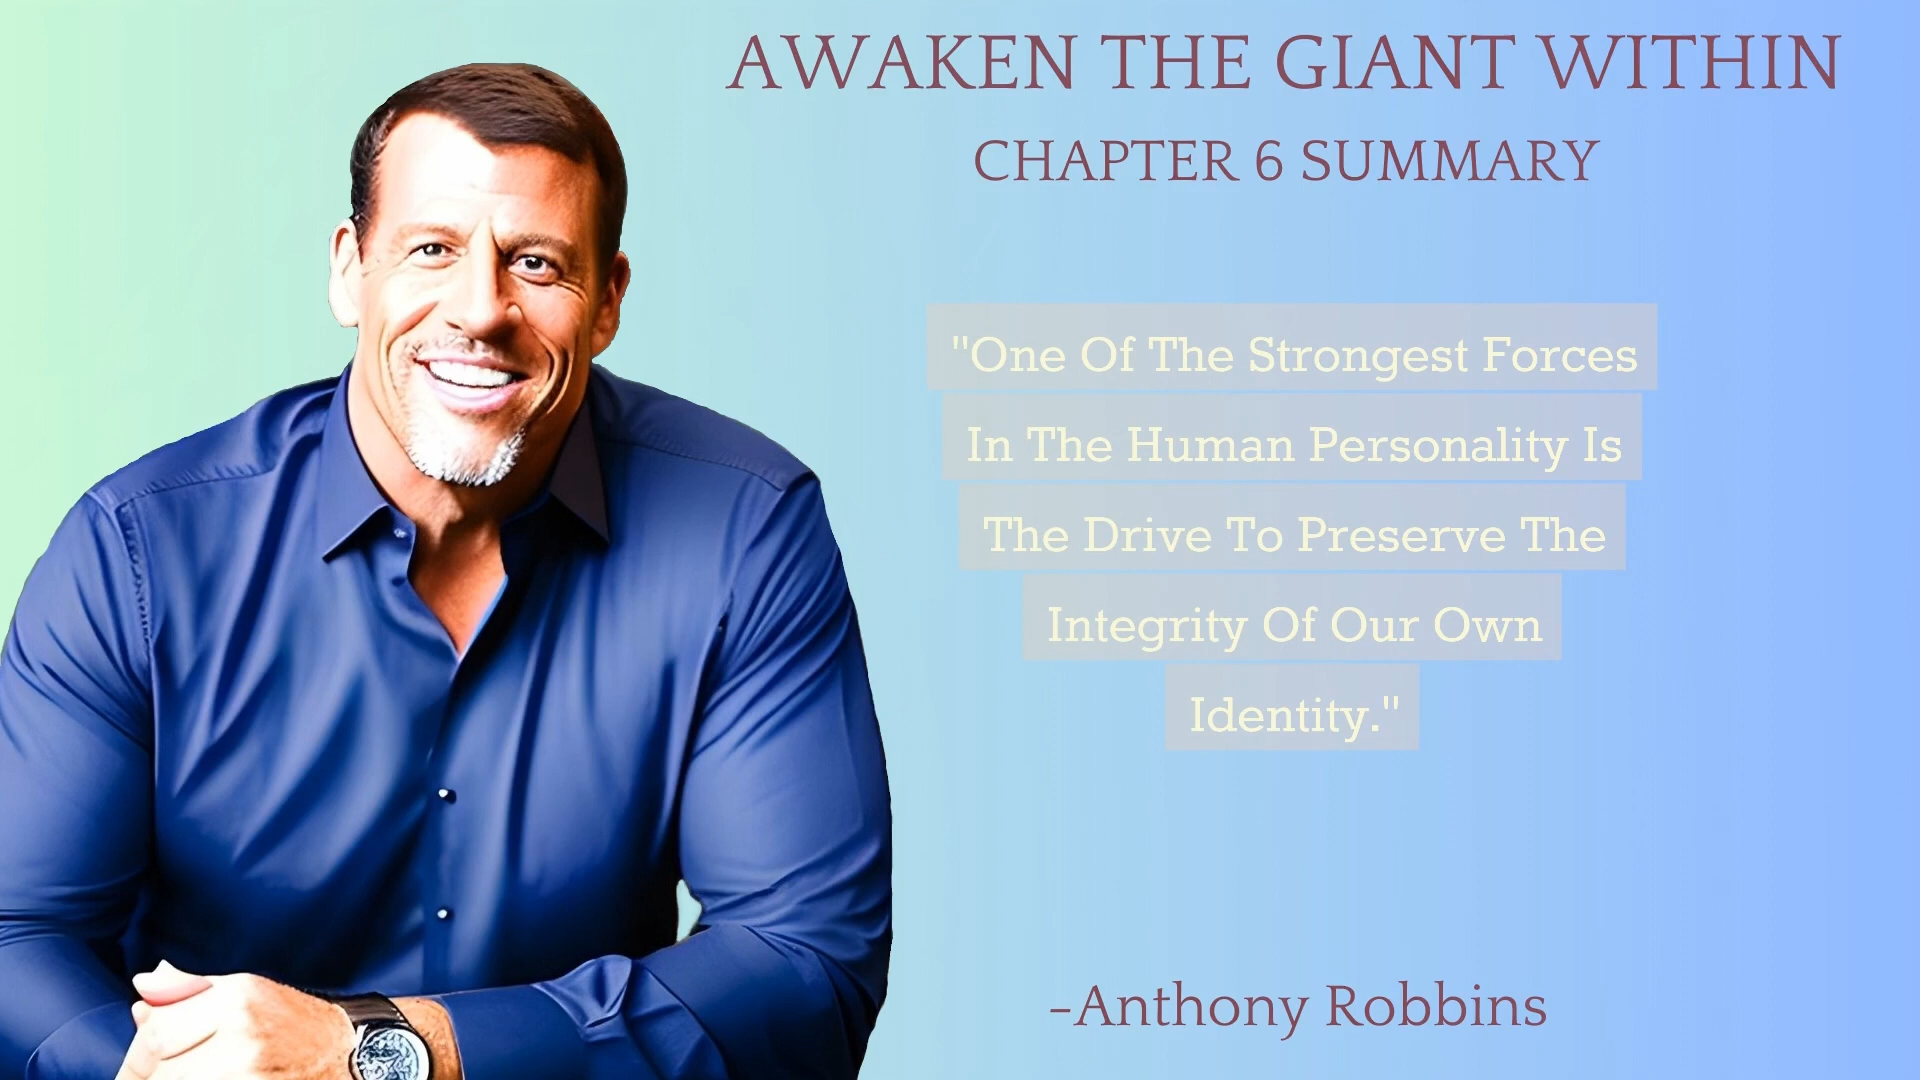 AWAKEN THE GIANT WITHIN
CHAPTER 6 SUMMARY
"One Of The Strongest Forces
In The Human Personality Is
The Drive To Preserve The
Integrity Of Our Own
Identity."
-Anthony Robbins